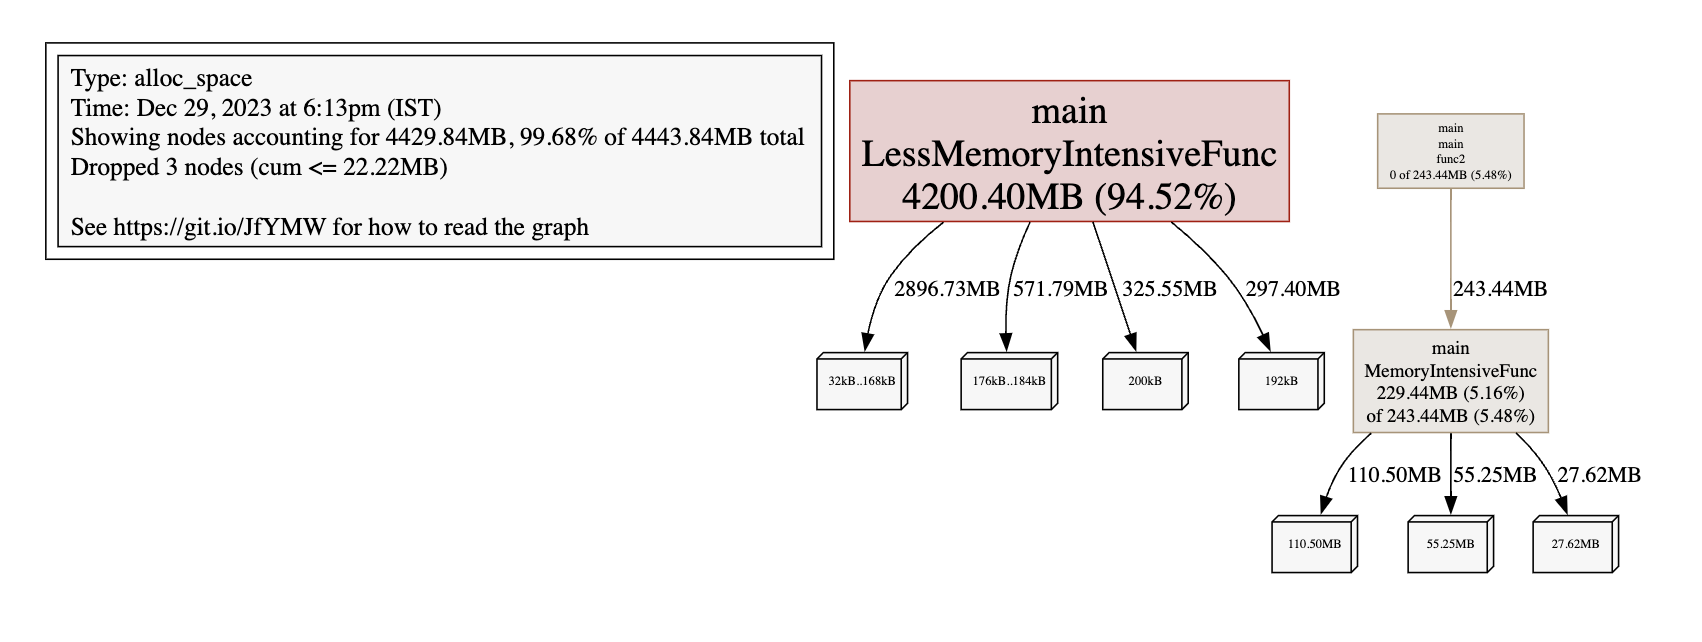 Type: alloc_space
Time: Dec 29, 2023 at 6:13pm (IST)
Showing nodes accounting for 4429.84MB, 99.68% of 4443.84MB total
Dropped 3 nodes (cum <= 22.22MB)
See https://git.io/JfYMW for how to read the graph
main
LessMemoryIntensiveFunc
4200.40MB (94.52%)
main
main
func2
0 of 243.44MB (5.48%)
2896.73MB
571.79MB
325.55MB
297.40MB
243.44MB
32kB..168kB
176kB..184kB
200kB
192kB
main
MemoryIntensiveFunc
229.44MB (5.16%)
of 243.44MB (5.48%)
110.50MB
55.25MB
27.62MB
110.50MB
55.25MB
27.62MB